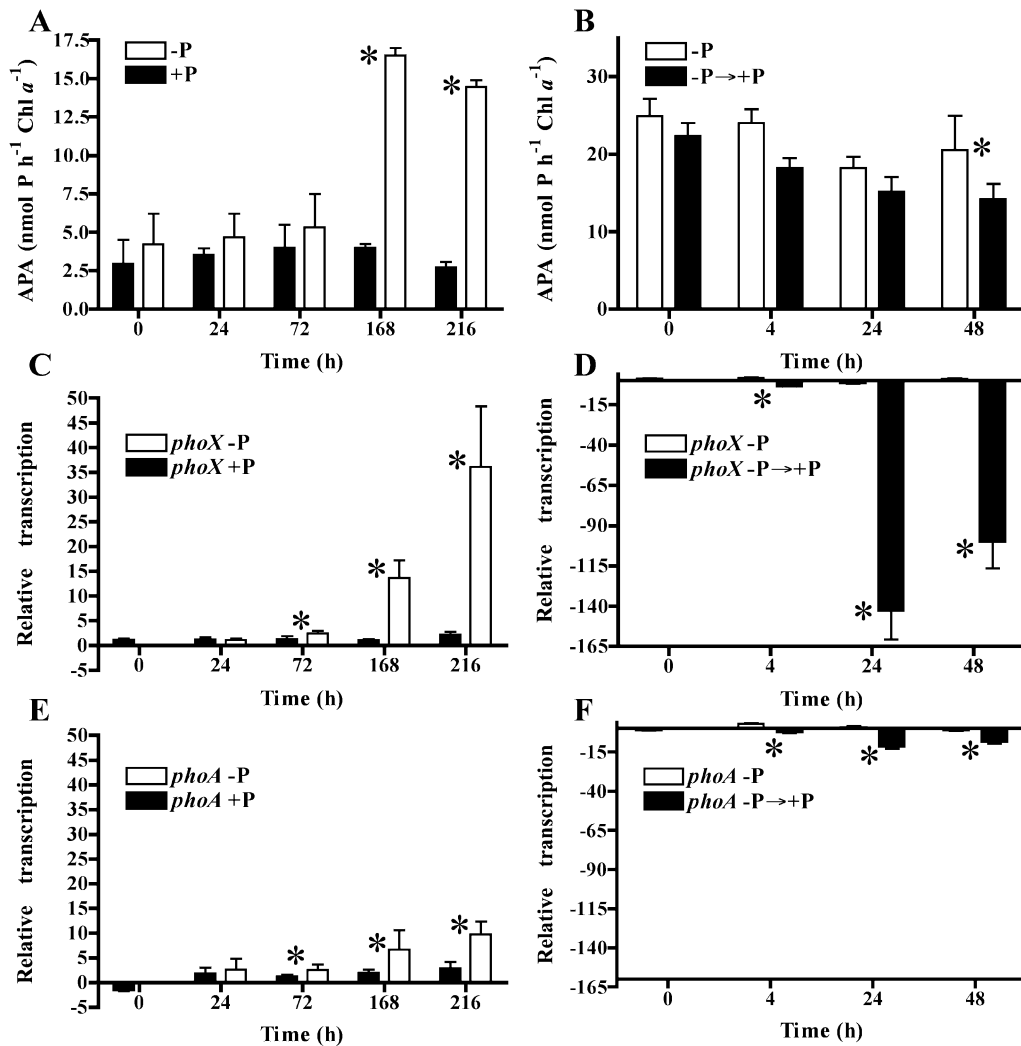 A
APA (nmol P h-1 Chl a-1)
17.5
15.0
12.5
10.0
7.5
5.0
2.5
0.0
-P
+P
*
*
0 24 72 168 216
Time (h)
B
APA (nmol P h-1 Chl a-1)
30
20
10
0
-P
-P→+P
*
0 4 24 48
Time (h)
C
Relative transcription
50
45
40
35
30
25
20
15
10
5
0
-5
phoX -P
phoX +P
*
*
*
0 24 72 168 216
Time (h)
D
Relative transcription
-15
-40
-65
-90
-115
-140
-165
phoX -P
phoX -P→+P
*
*
*
0 4 24 48
Time (h)
E
Relative transcription
50
45
40
35
30
25
20
15
10
5
0
-5
phoA -P
phoA +P
*
*
*
0 24 72 168 216
Time (h)
F
Relative transcription
-15
-40
-65
-90
-115
-140
-165
phoA -P
phoA -P→+P
*
*
*
0 4 24 48
Time (h)